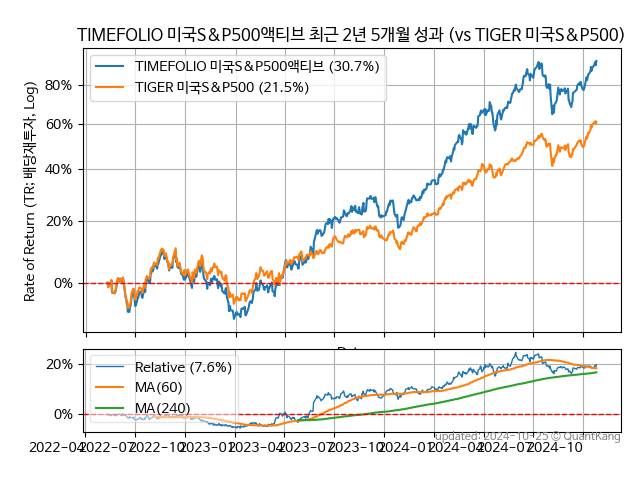 TIMEFOLIO 미국S&P500액티브 최근 2년 5개월 성과 (vs TIGER 미국S&P500)
TIMEFOLIO 미국S&P500액티브 (30.7%)
TIGER 미국S&P500 (21.5%)
80%
60%
40%
20%
0%
Rate of Return (TR: 배당재투자, Log)
Relative (7.6%)
MA(60)
MA(240)
20%
0%
updated: 2024-10-25 © QuantKang
2022-04 2022-07 2022-10 2023-01 2023-04 2023-07 2023-10 2024-01 2024-04 2024-07 2024-10